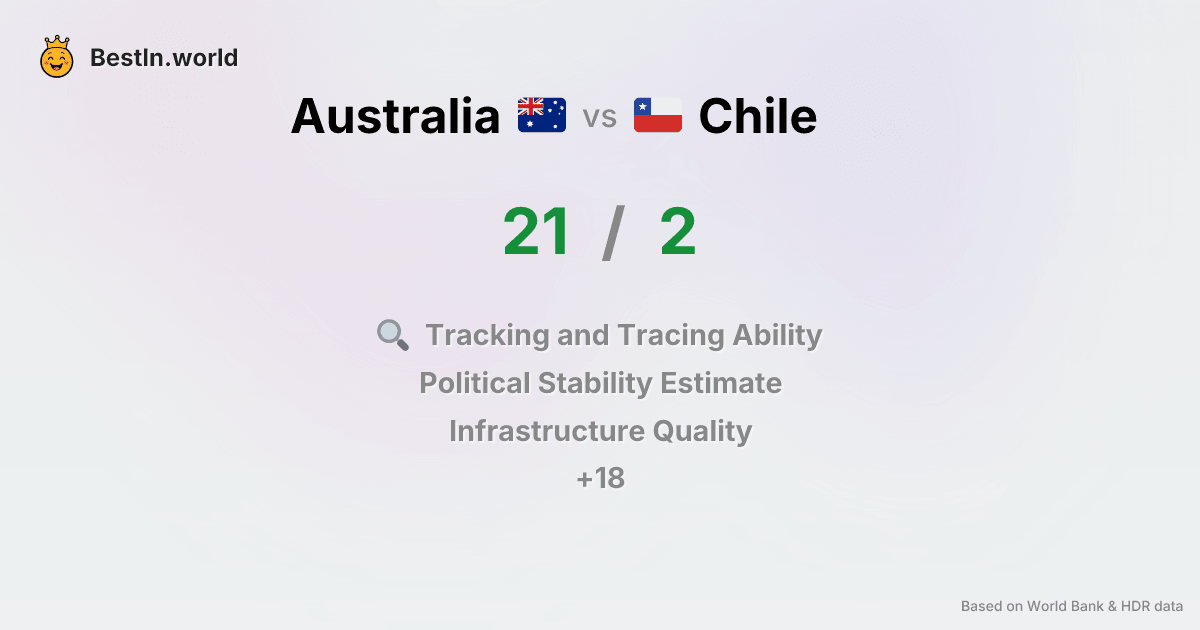 BestIn.world
Australia vs Chile
21 / 2
Tracking and Tracing Ability
Political Stability Estimate
Infrastructure Quality
+18
Based on World Bank & HDR data